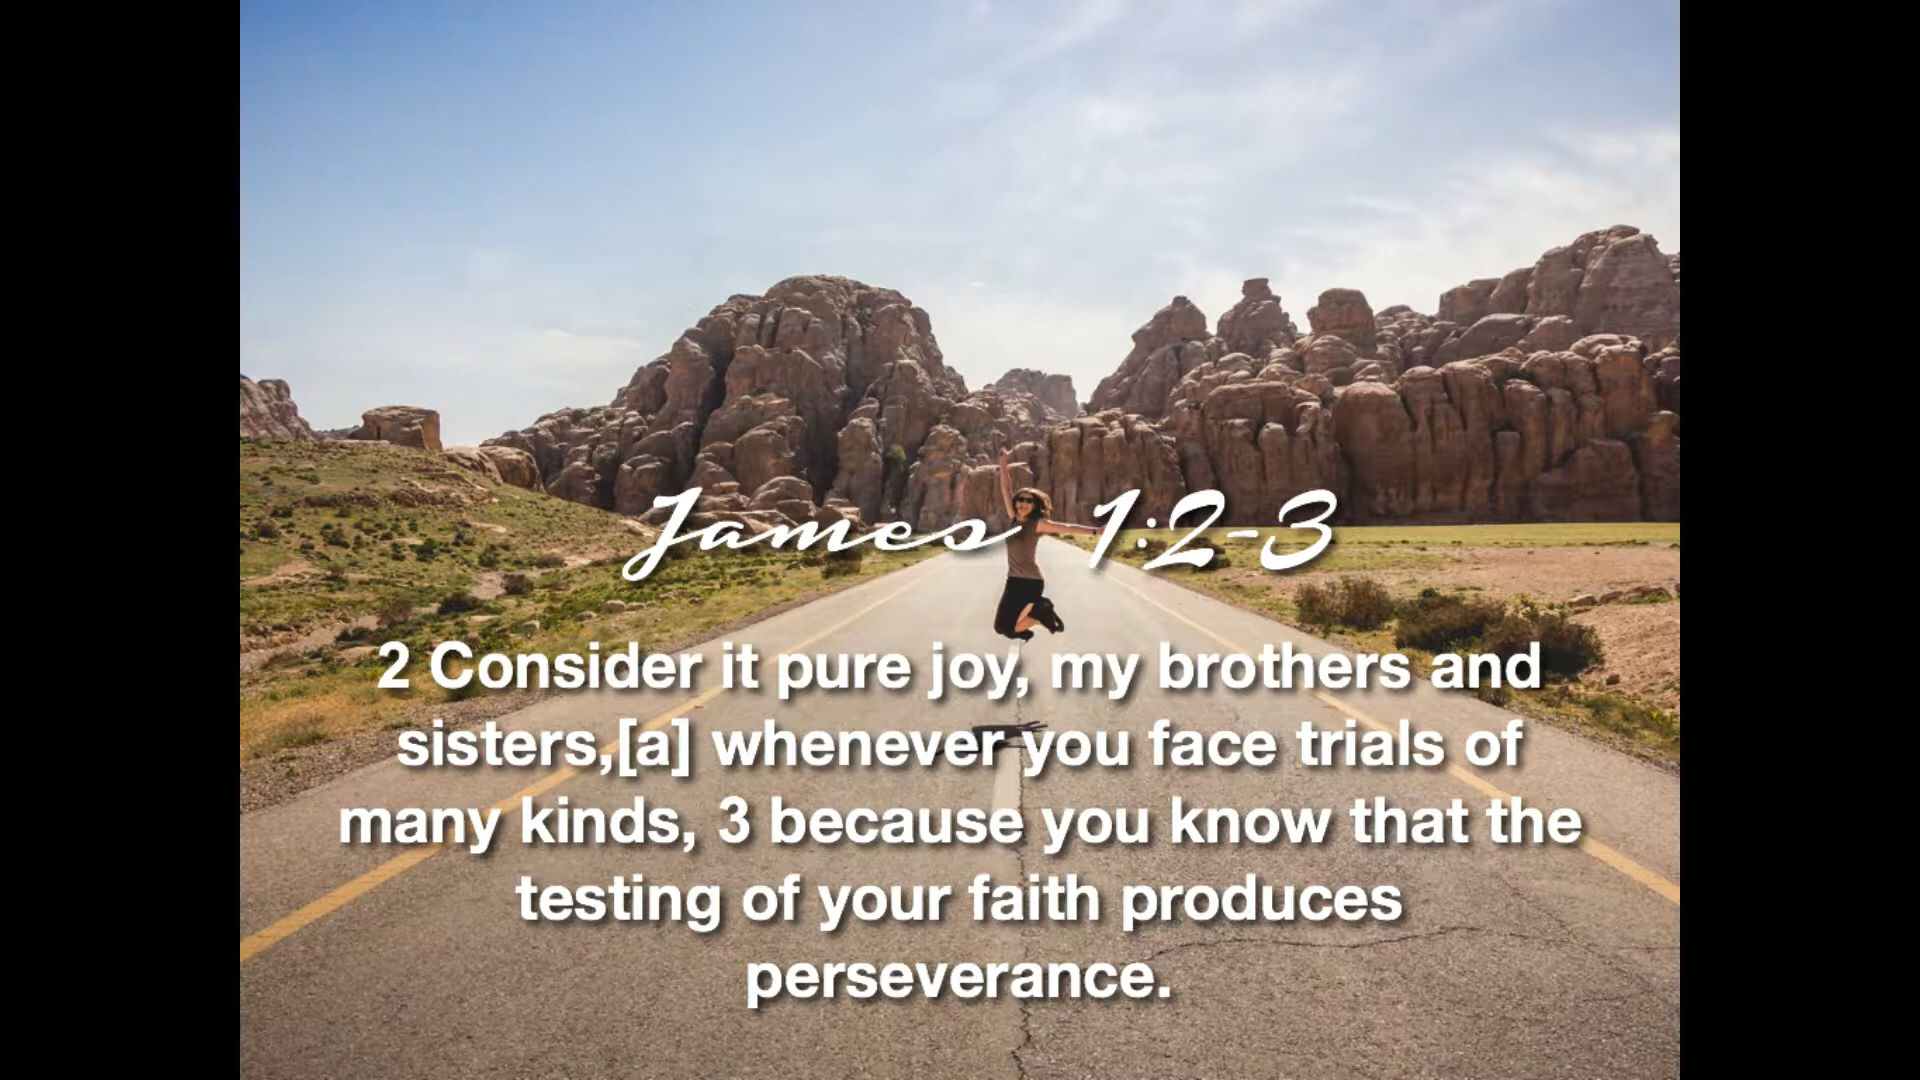 James 1:2-3
2 Consider it pure joy, my brothers and
sisters,[a] whenever you face trials of
many kinds, 3 because you know that the
testing of your faith produces
perseverance.